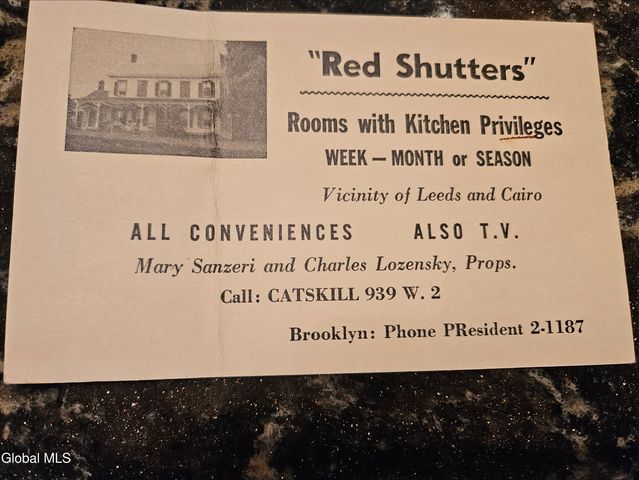 "Red Shutters"
Rooms with Kitchen Privileges
WEEK — MONTH or SEASON
Vicinity of Leeds and Cairo
ALL CONVENIENCES ALSO T.V.
Mary Sanzeri and Charles Lozensky, Props.
Call: CATSKILL 939 W. 2
Brooklyn: Phone PResident 2-1187
Global MLS